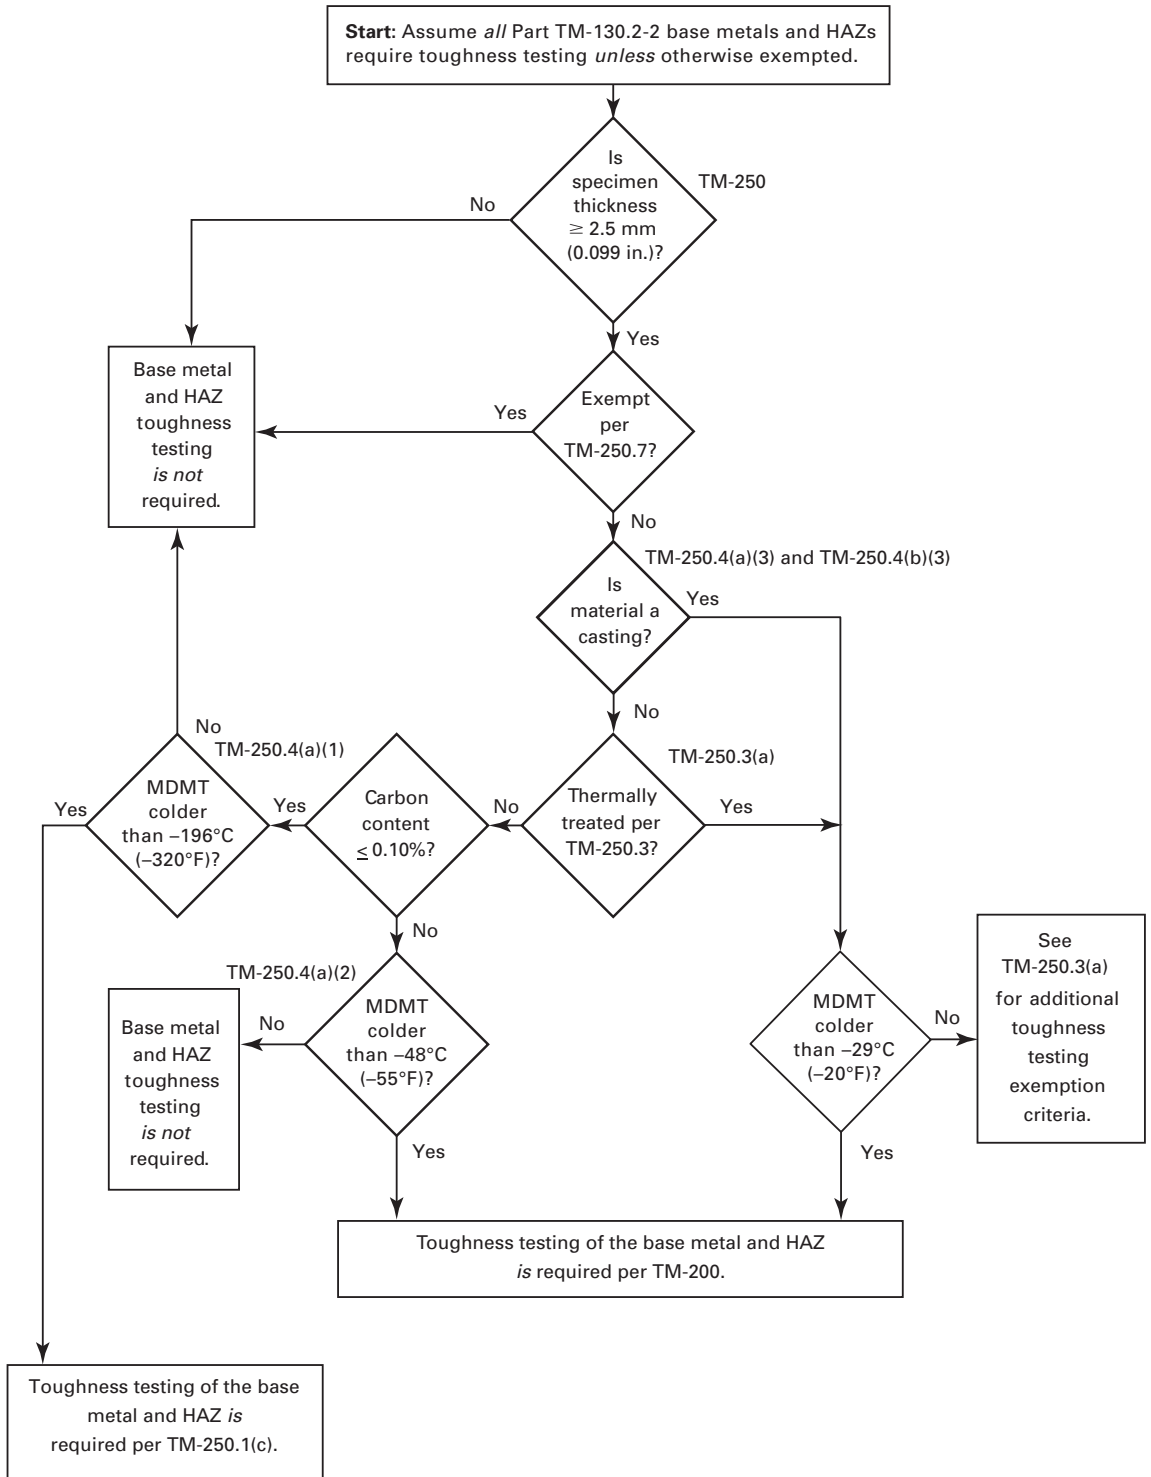 Start: Assume all Part TM-130.2-2 base metals and HAZs
require toughness testing unless otherwise exempted.
Is
specimen
thickness
≥ 2.5 mm
(0.099 in.)?
TM-250
No
Yes
Base metal
and HAZ
toughness
testing
is not
required.
Yes
Exempt
per
TM-250.7?
No
TM-250.4(a)(3) and TM-250.4(b)(3)
Is
material a
casting?
Yes
No
TM-250.3(a)
Thermally
treated per
TM-250.3?
Yes
No
Carbon
content
≤ 0.10%?
Yes
No
TM-250.4(a)(1)
MDMT
colder
than –196°C
(–320°F)?
Yes
No
TM-250.4(a)(2)
MDMT
colder
than –48°C
(–55°F)?
No
Base metal
and HAZ
toughness
testing
is not
required.
Yes
MDMT
colder
than –29°C
(–20°F)?
No
See
TM-250.3(a)
for additional
toughness
testing
exemption
criteria.
Yes
Toughness testing of the base metal and HAZ
is required per TM-200.
Toughness testing of the base
metal and HAZ is
required per TM-250.1(c).